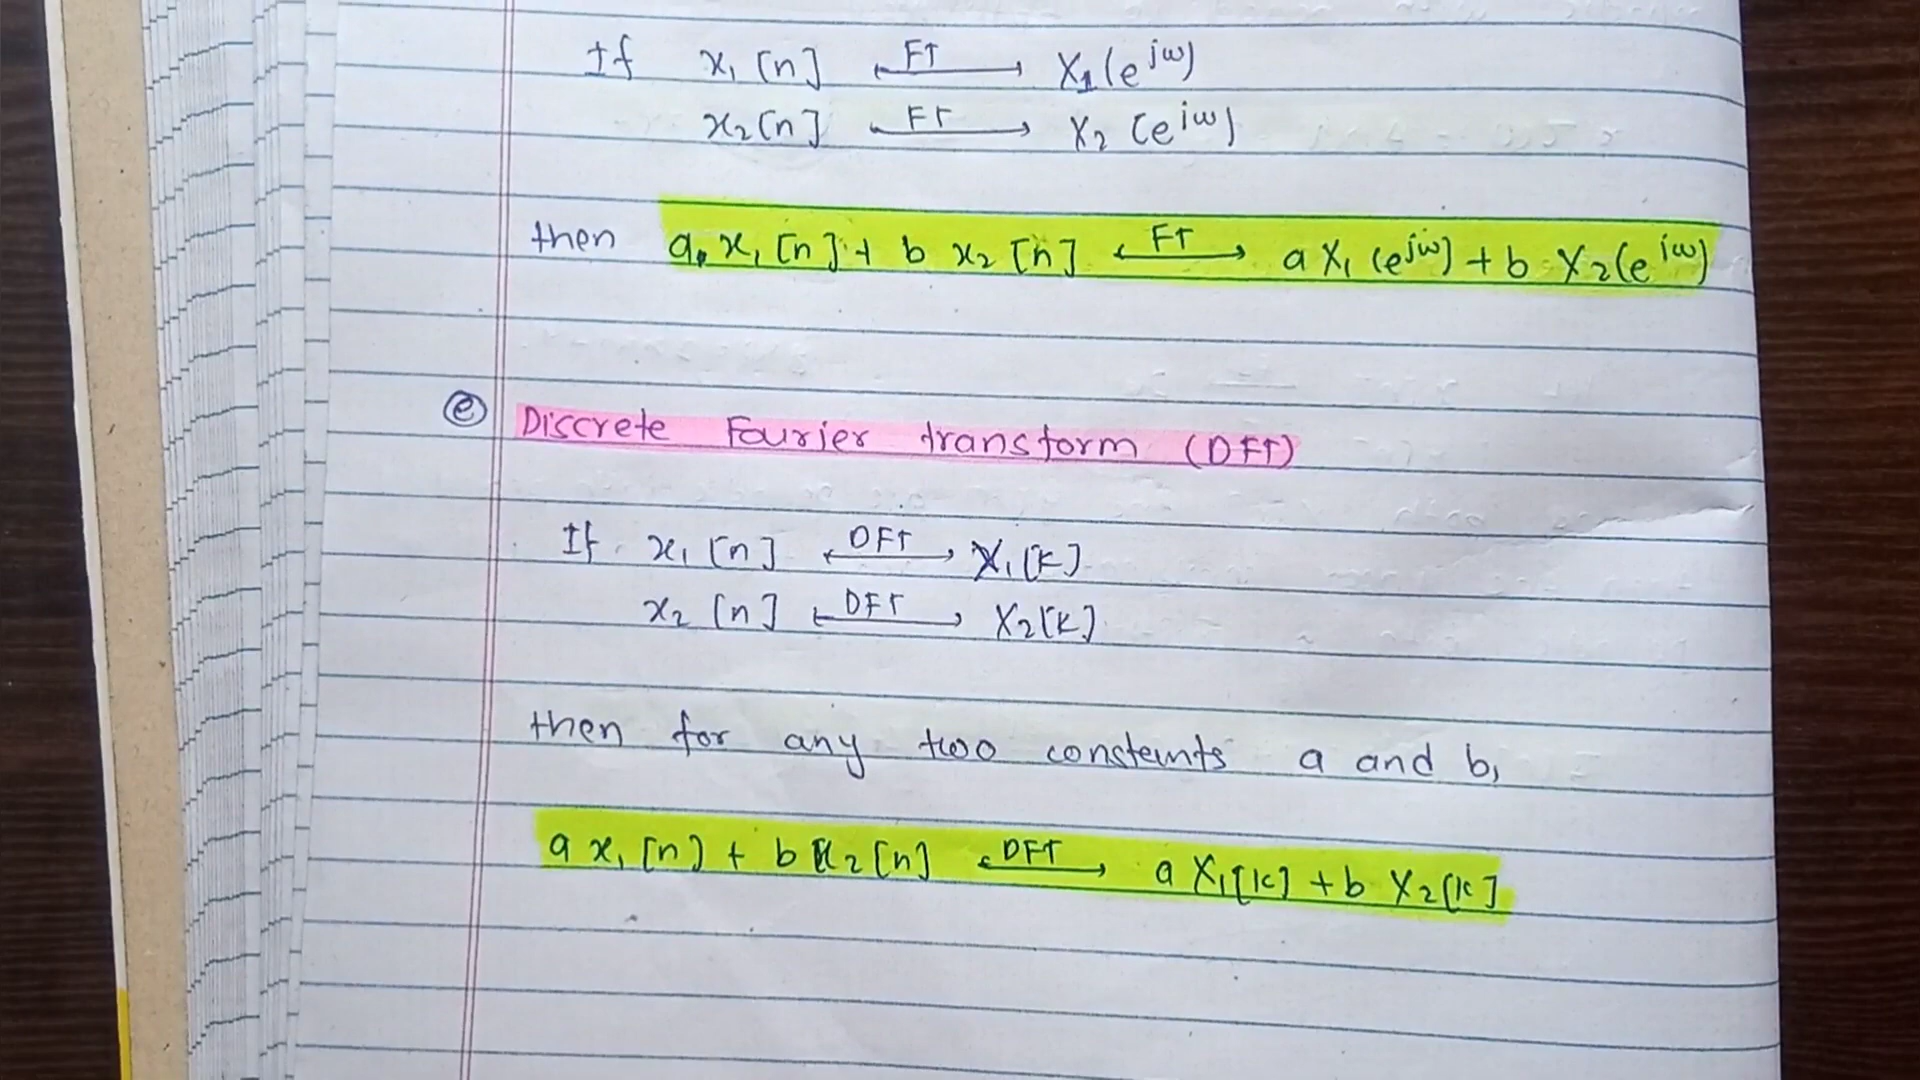 If x₁[n] ←FT→ X₁(e^jω)
x₂[n] ←FT→ X₂(e^jω)
then a x₁[n] + b x₂[n] ←FT→ a X₁(e^jω) + b X₂(e^jω)
ⓔ Discrete Fourier transform (DFT)
If x₁[n] ←DFT→ X₁[k]
x₂[n] ←DFT→ X₂[k]
then for any two constants a and b,
a x₁[n] + b x₂[n] ←DFT→ a X₁[k] + b X₂[k]